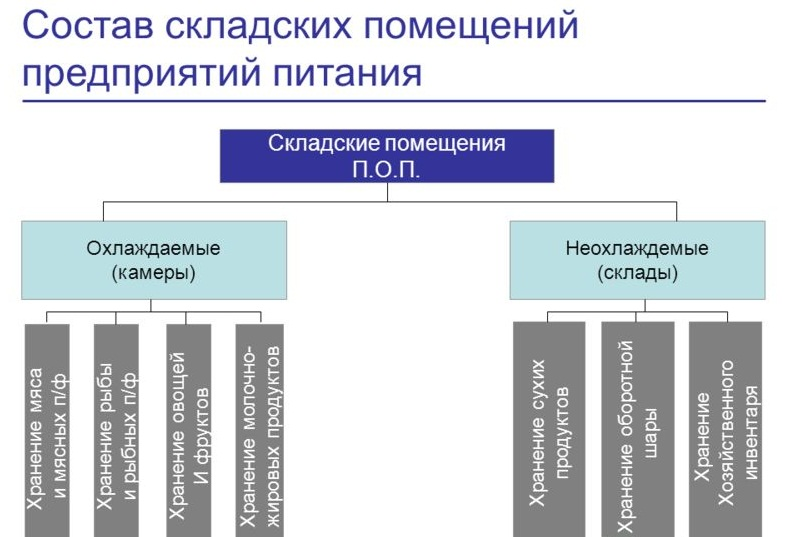 Состав складских помещений
предприятий питания
Складские помещения
П.О.П.
Охлаждаемые
(камеры)
Неохлаждемые
(склады)
Хранение мяса
и мясных п/ф
Хранение рыбы
и рыбных п/ф
Хранение овощей
И фруктов
Хранение молочно-
жировых продуктов
Хранение сухих
продуктов
Хранение оборотной
шары
Хранение
Хозяйственного
инвентаря